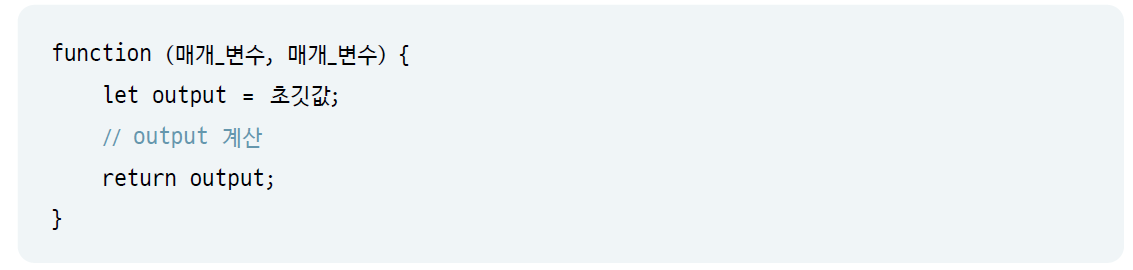 function (매개_변수, 매개_변수) {
let output = 초깃값;
// output 계산
return output;
}